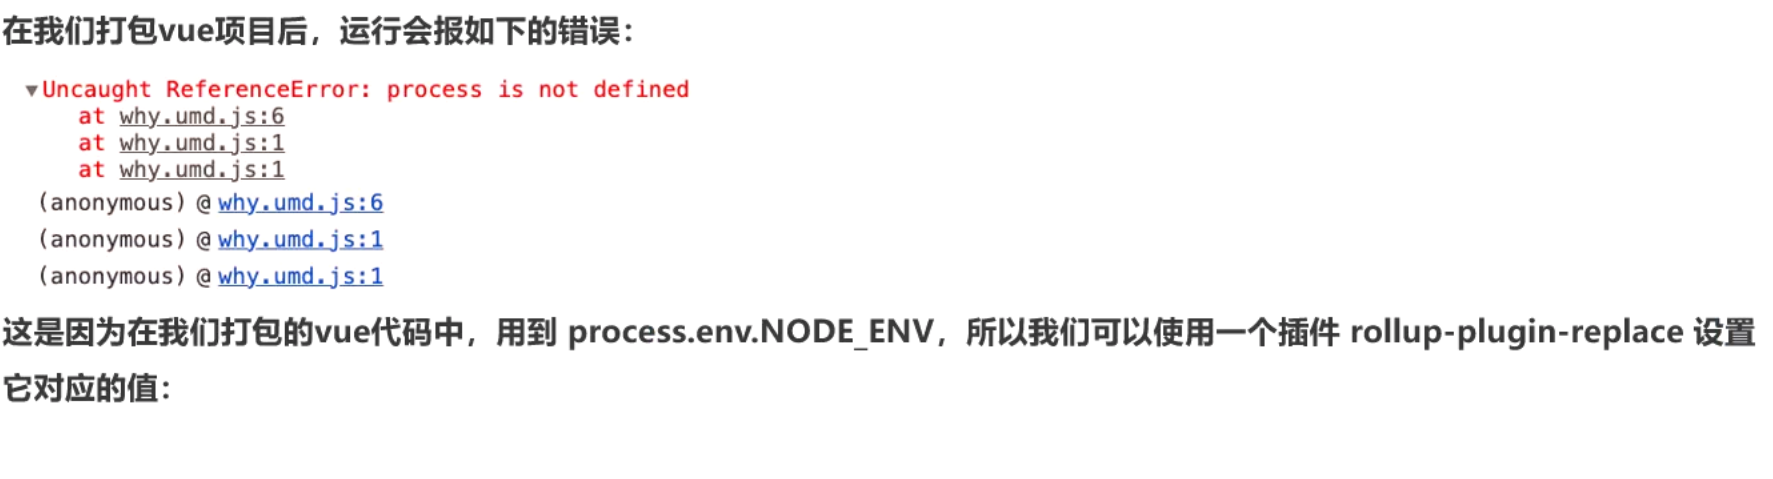 在我们打包vue项目后，运行会报如下的错误：
▼Uncaught ReferenceError: process is not defined
at why.umd.js:6
at why.umd.js:1
at why.umd.js:1
(anonymous) @ why.umd.js:6
(anonymous) @ why.umd.js:1
(anonymous) @ why.umd.js:1
这是因为在我们打包的vue代码中，用到 process.env.NODE_ENV，所以我们可以使用一个插件 rollup-plugin-replace 设置
它对应的值：